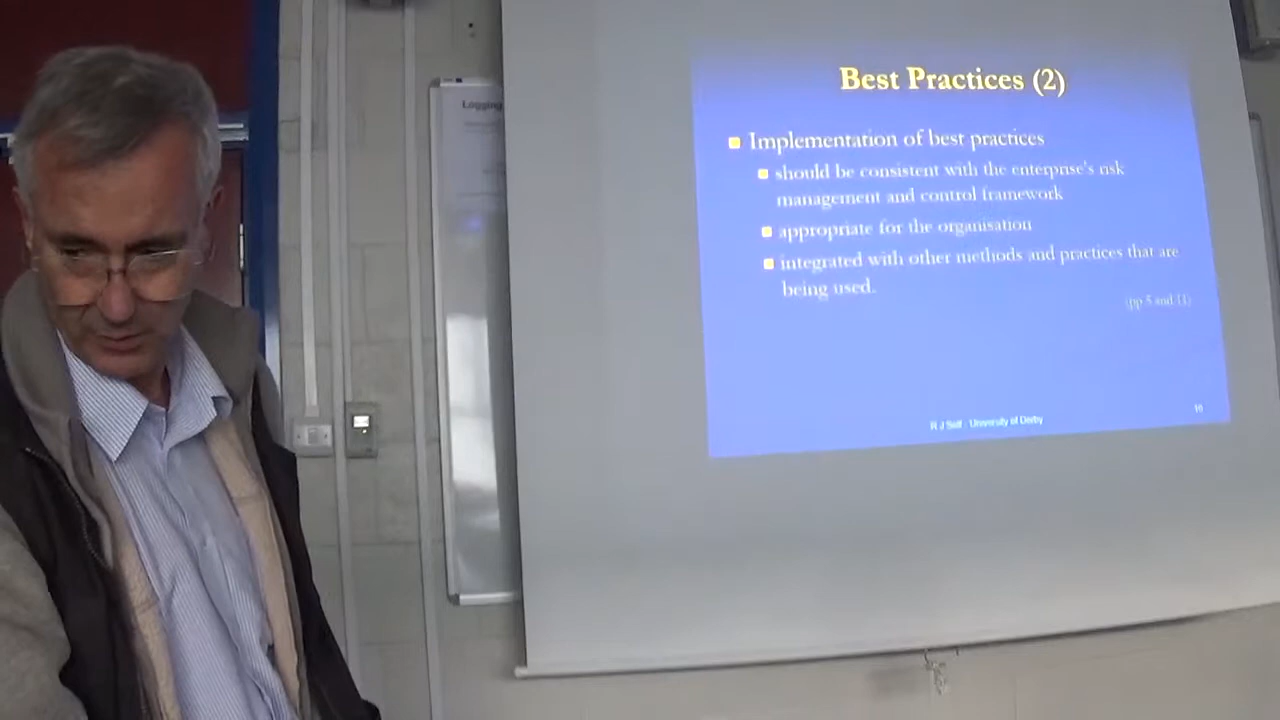 Logging
Best Practices (2)
Implementation of best practices
should be consistent with the enterprise's risk
management and control framework
appropriate for the organisation
integrated with other methods and practices that are
being used.
(pp 5 and 11)
R J Self - University of Derby